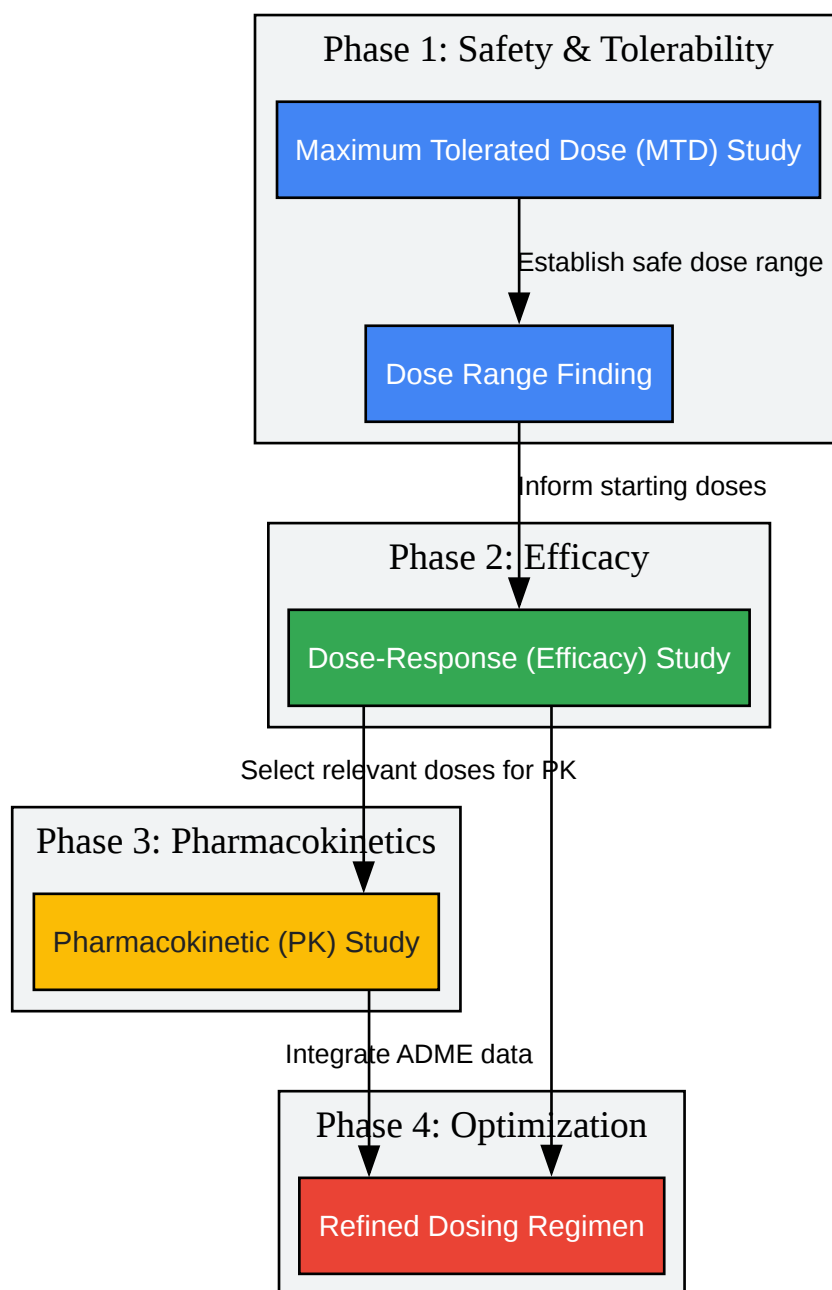 Phase 1: Safety & Tolerability
Maximum Tolerated Dose (MTD) Study
Establish safe dose range
Dose Range Finding
Inform starting doses
Phase 2: Efficacy
Dose-Response (Efficacy) Study
Select relevant doses for PK
Phase 3: Pharmacokinetics
Pharmacokinetic (PK) Study
Integrate ADME data
Phase 4: Optimization
Refined Dosing Regimen